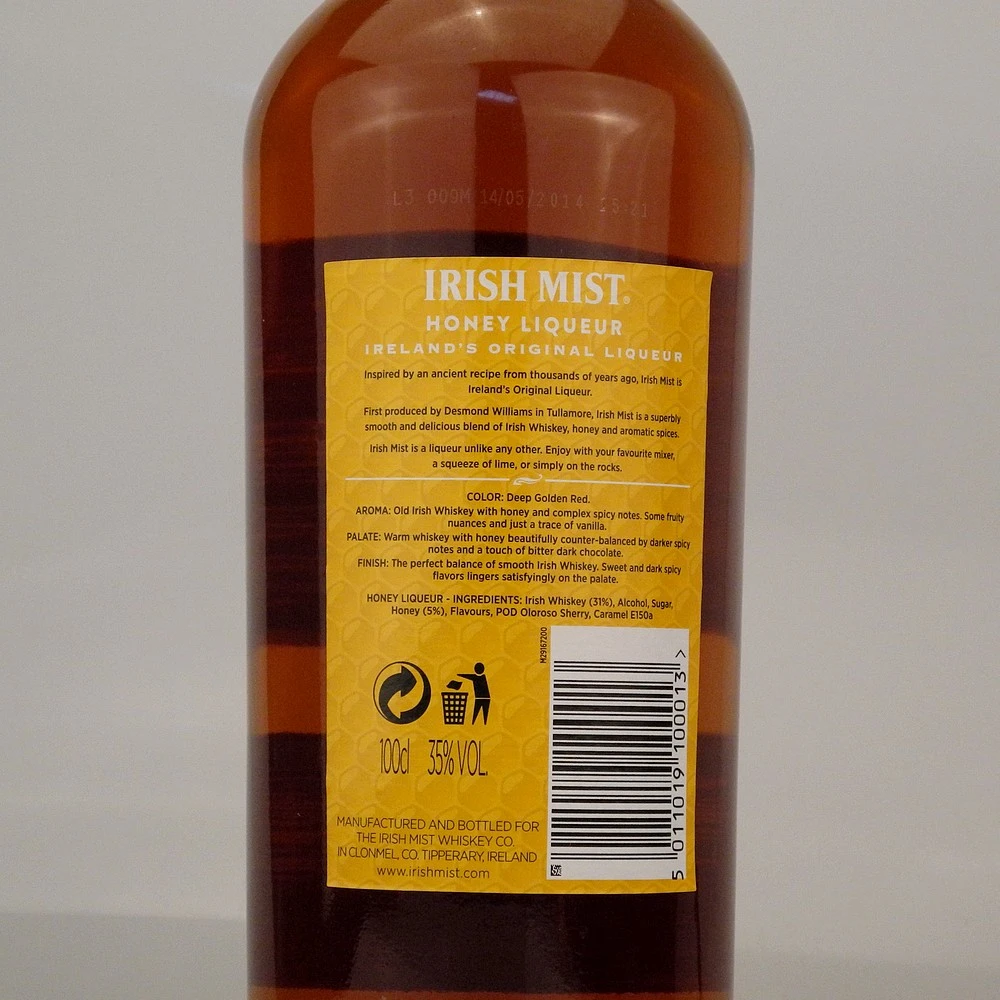 L3 009M 14/05/2014 15:21
IRISH MIST®
HONEY LIQUEUR
IRELAND'S ORIGINAL LIQUEUR
Inspired by an ancient recipe from thousands of years ago, Irish Mist is
Ireland's Original Liqueur.
First produced by Desmond Williams in Tullamore, Irish Mist is a superbly
smooth and delicious blend of Irish Whiskey, honey and aromatic spices.
Irish Mist is a liqueur unlike any other. Enjoy with your favourite mixer,
a squeeze of lime, or simply on the rocks.
COLOR: Deep Golden Red.
AROMA: Old Irish Whiskey with honey and complex spicy notes. Some fruity
nuances and just a trace of vanilla.
PALATE: Warm whiskey with honey beautifully counter-balanced by darker spicy
notes and a touch of bitter dark chocolate.
FINISH: The perfect balance of smooth Irish Whiskey. Sweet and dark spicy
flavors lingers satisfyingly on the palate.
HONEY LIQUEUR - INGREDIENTS: Irish Whiskey (31%), Alcohol, Sugar,
Honey (5%), Flavours, POD Oloroso Sherry, Caramel E150a
M29167200
5 011019 100013 >
100cl 35% VOL.
MANUFACTURED AND BOTTLED FOR
THE IRISH MIST WHISKEY CO.
IN CLONMEL, CO. TIPPERARY, IRELAND
www.irishmist.com